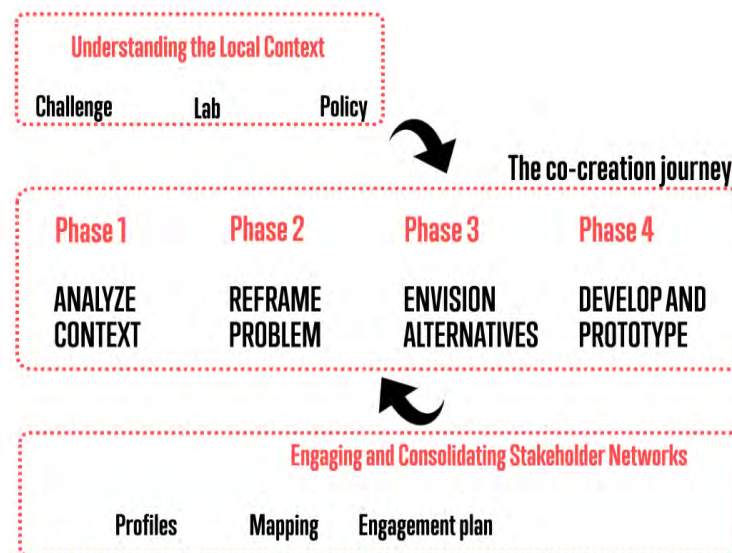 Understanding the Local Context
Challenge Lab Policy
The co-creation journey
Phase 1 Phase 2 Phase 3 Phase 4
ANALYZE CONTEXT
REFRAME PROBLEM
ENVISION ALTERNATIVES
DEVELOP AND PROTOTYPE
Engaging and Consolidating Stakeholder Networks
Profiles Mapping Engagement plan